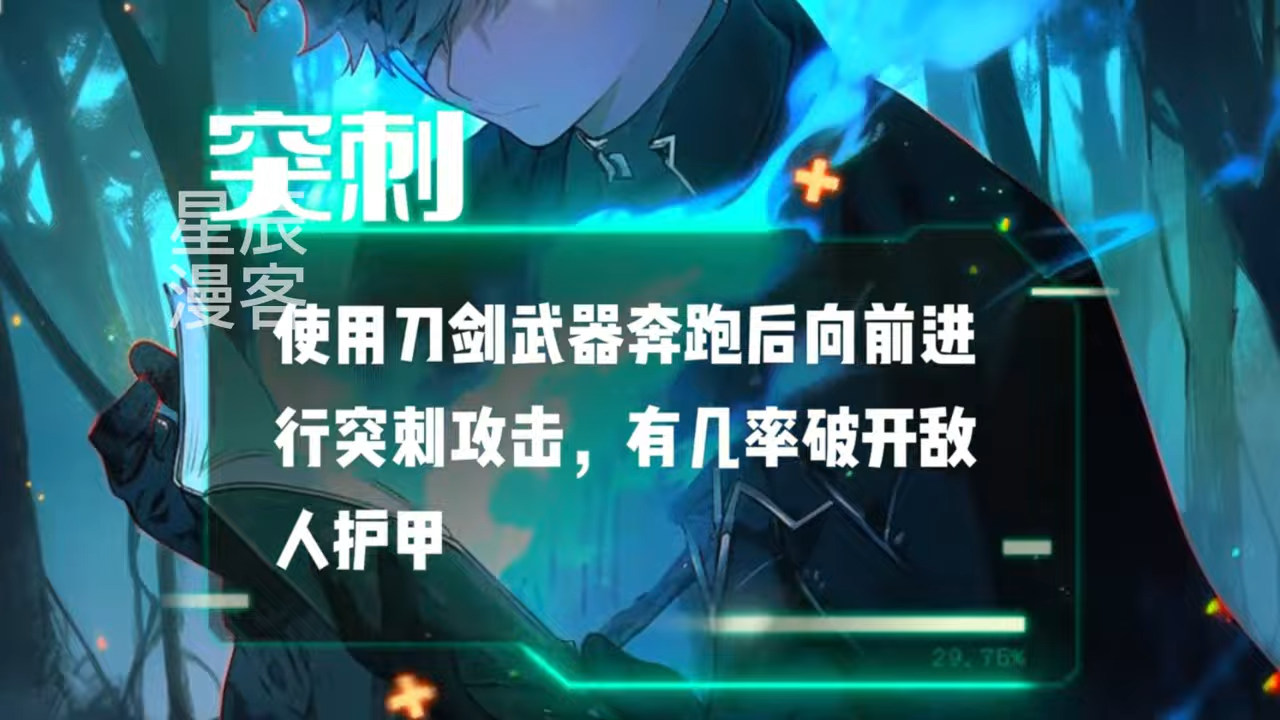 突刺
星辰
漫客
使用刀剑武器奔跑后向前进
行突刺攻击，有几率破开敌
人护甲
29.75%